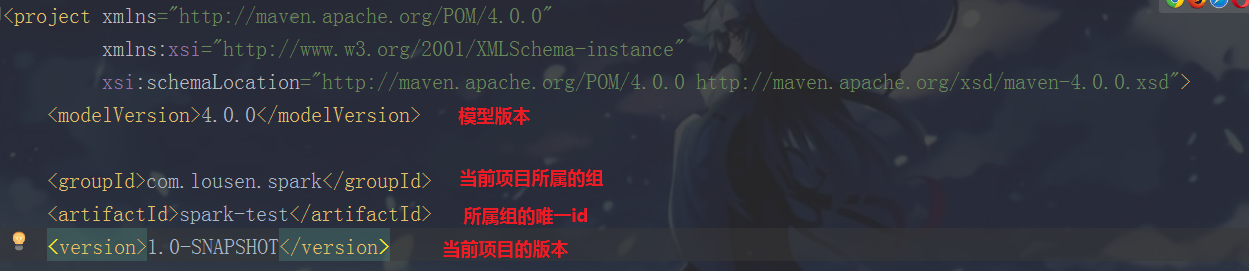 <project xmlns="http://maven.apache.org/POM/4.0.0"
xmlns:xsi="http://www.w3.org/2001/XMLSchema-instance"
xsi:schemaLocation="http://maven.apache.org/POM/4.0.0 http://maven.apache.org/xsd/maven-4.0.0.xsd">
<modelVersion>4.0.0</modelVersion> 模型版本
<groupId>com.lousen.spark</groupId> 当前项目所属的组
<artifactId>spark-test</artifactId> 所属组的唯一id
<version>1.0-SNAPSHOT</version> 当前项目的版本